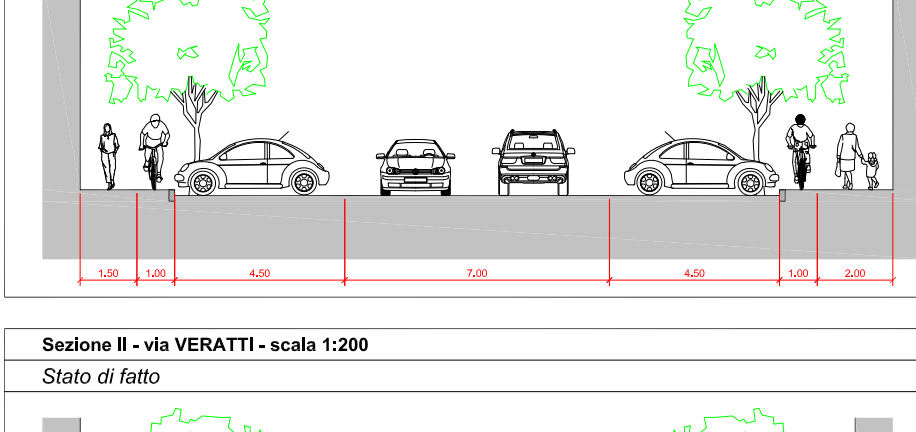 1.50 1.00 4.50 7.00 4.50 1.00 2.00
Sezione II - via VERATTI - scala 1:200
Stato di fatto